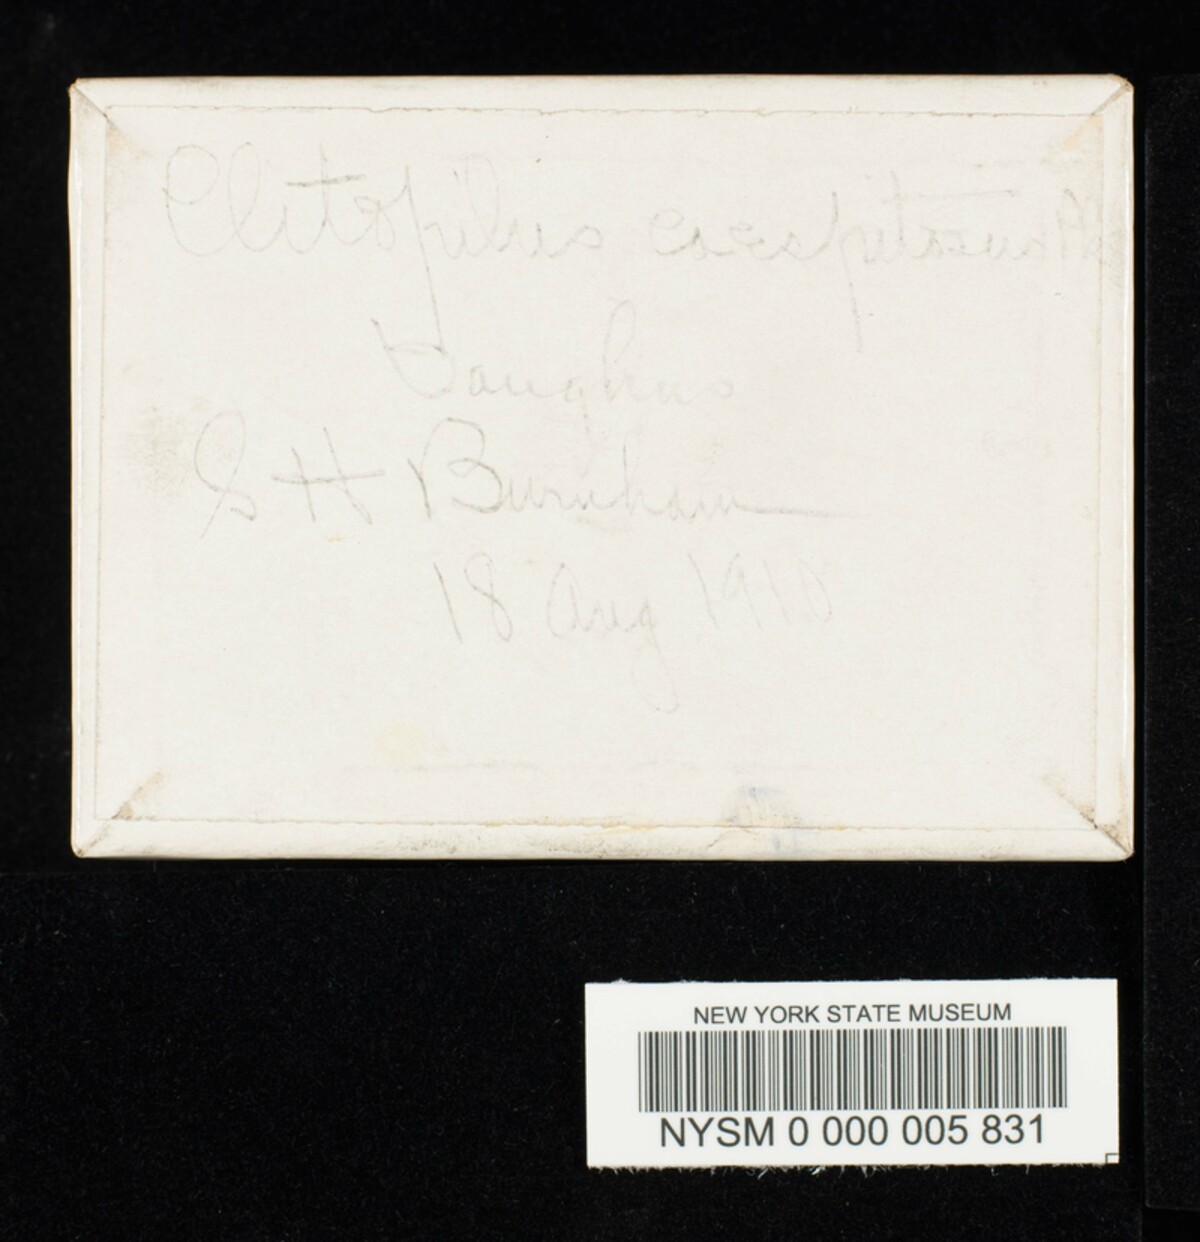 Clitopilus caespitosus Pk
Vaughns
S H Burnham
18 Aug 1910
NEW YORK STATE MUSEUM
NYSM 0 000 005 831